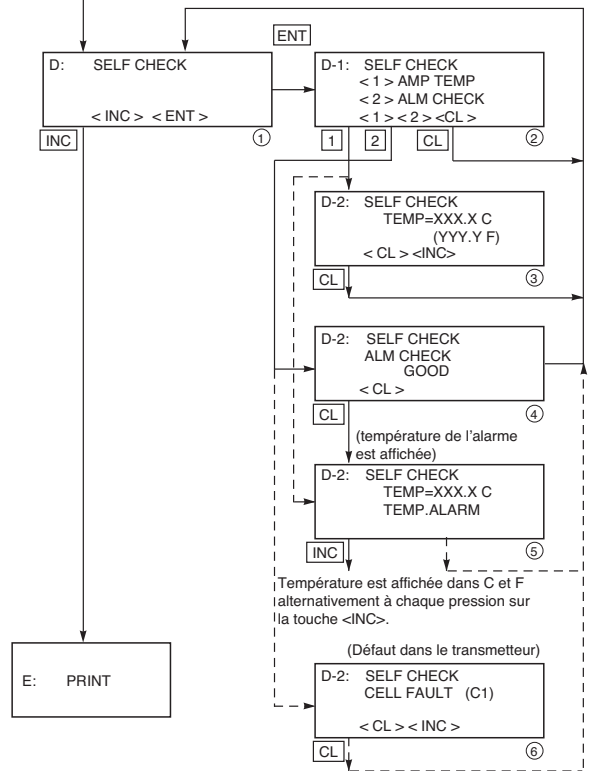 ENT
D: SELF CHECK
< INC > < ENT >
1
INC
D-1: SELF CHECK
< 1 > AMP TEMP
< 2 > ALM CHECK
< 1 > < 2 > <CL >
2
1
2
CL
D-2: SELF CHECK
TEMP=XXX.X C
(YYY.Y F)
< CL > <INC>
3
CL
D-2: SELF CHECK
ALM CHECK
GOOD
< CL >
4
CL
(température de l'alarme
est affichée)
D-2: SELF CHECK
TEMP=XXX.X C
TEMP.ALARM
5
INC
Température est affichée dans C et F
alternativement à chaque pression sur
la touche <INC>.
(Défaut dans le transmetteur)
E: PRINT
D-2: SELF CHECK
CELL FAULT (C1)
< CL > < INC >
6
CL